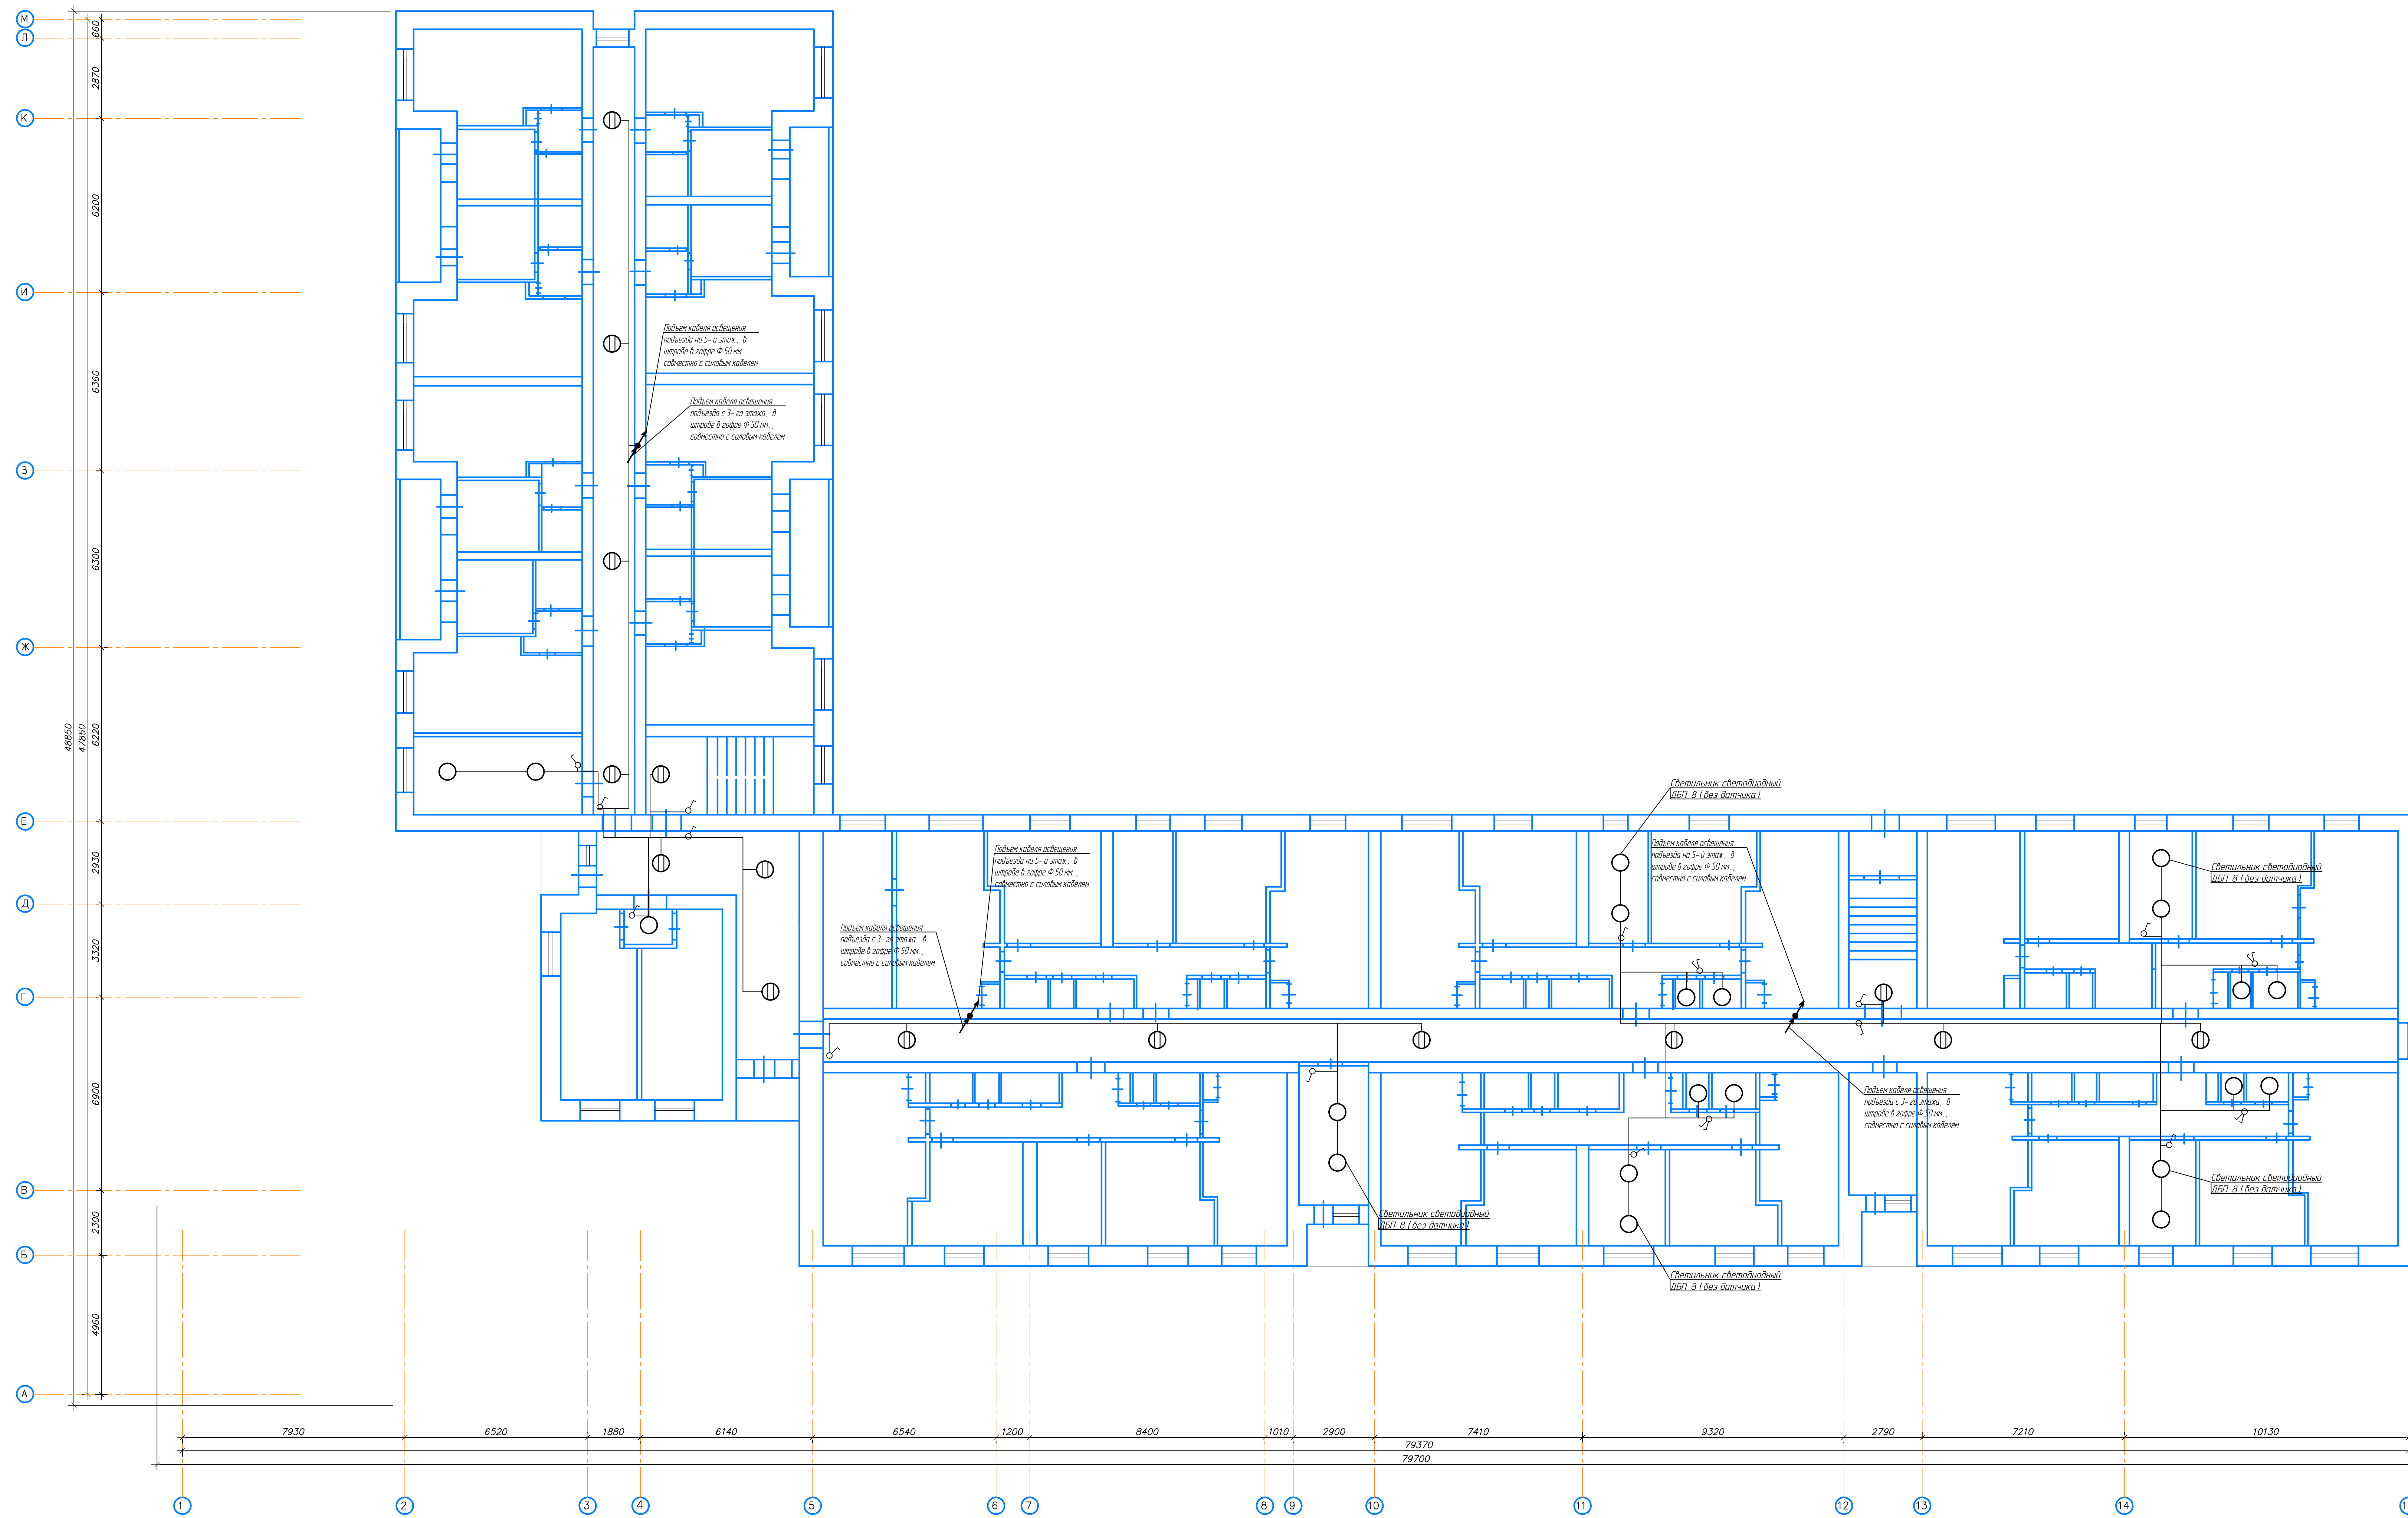 М
Л
К
И
З
Ж
Е
Д
Г
В
Б
А
660
2870
6200
6360
6300
6220
2930
3320
6900
2300
4960
47850
48850
Подъем кабеля освещения
подъезда на 5- й этаж, в
штробе в гофре Ф 50 мм.,
совместно с силовым кабелем
Подъем кабеля освещения
подъезда с 3- го этажа, в
штробе в гофре Ф 50 мм.,
совместно с силовым кабелем
Светильник светодиодный
ДБП 8 (без датчика)
Подъем кабеля освещения
подъезда на 5- й этаж, в
штробе в гофре Ф 50 мм.,
совместно с силовым кабелем
Подъем кабеля освещения
подъезда на 5- й этаж, в
штробе в гофре Ф 50 мм.,
совместно с силовым кабелем
Светильник светодиодный
ДБП 8 (без датчика)
Подъем кабеля освещения
подъезда с 3- го этажа, в
штробе в гофре Ф 50 мм.,
совместно с силовым кабелем
Подъем кабеля освещения
подъезда с 3- го этажа, в
штробе в гофре Ф 50 мм.,
совместно с силовым кабелем
Светильник светодиодный
ДБП 8 (без датчика)
Светильник светодиодный
ДБП 8 (без датчика)
Светильник светодиодный
ДБП 8 (без датчика)
7930 6520 1880 6140 6540 1200 8400 1010 2900 7410 9320 2790 7210 10130
79370
79700
1 2 3 4 5 6 7 8 9 10 11 12 13 14